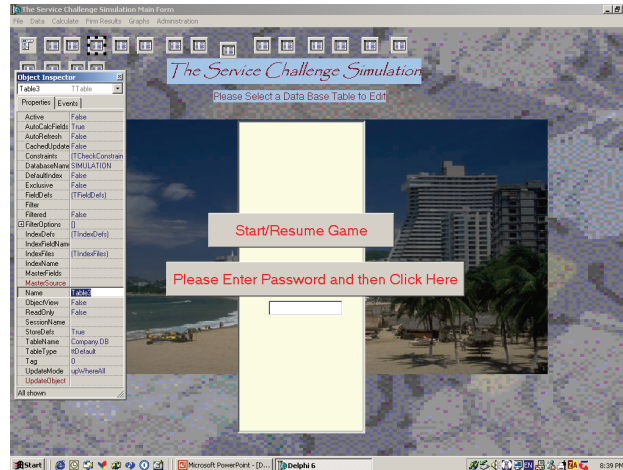 The Service Challenge Simulation Main Form
File Data Calculate Firm Results Graphs Administration
The Service Challenge Simulation
Please Select a Data Base Table to Edit
Object Inspector
Table3 TTable
Properties Events
Active False
AutoCalcFields True
AutoRefresh False
CachedUpdate False
Constraints (TCheckConstrain
DatabaseName SIMULATION
DefaultIndex False
Exclusive False
FieldDefs (TFieldDefs)
Filter
Filtered False
FilterOptions []
IndexDefs (TIndexDefs)
IndexFieldNam
IndexFiles (TIndexFiles)
IndexName
MasterFields
MasterSource
Name Table3
ObjectView False
ReadOnly False
SessionName
StoreDefs True
TableName Company.DB
TableType ttDefault
Tag 0
UpdateMode upWhereAll
UpdateObject
All shown
Start/Resume Game
Please Enter Password and then Click Here
Start Microsoft PowerPoint - [D... Delphi 6 EN 8:39 PM